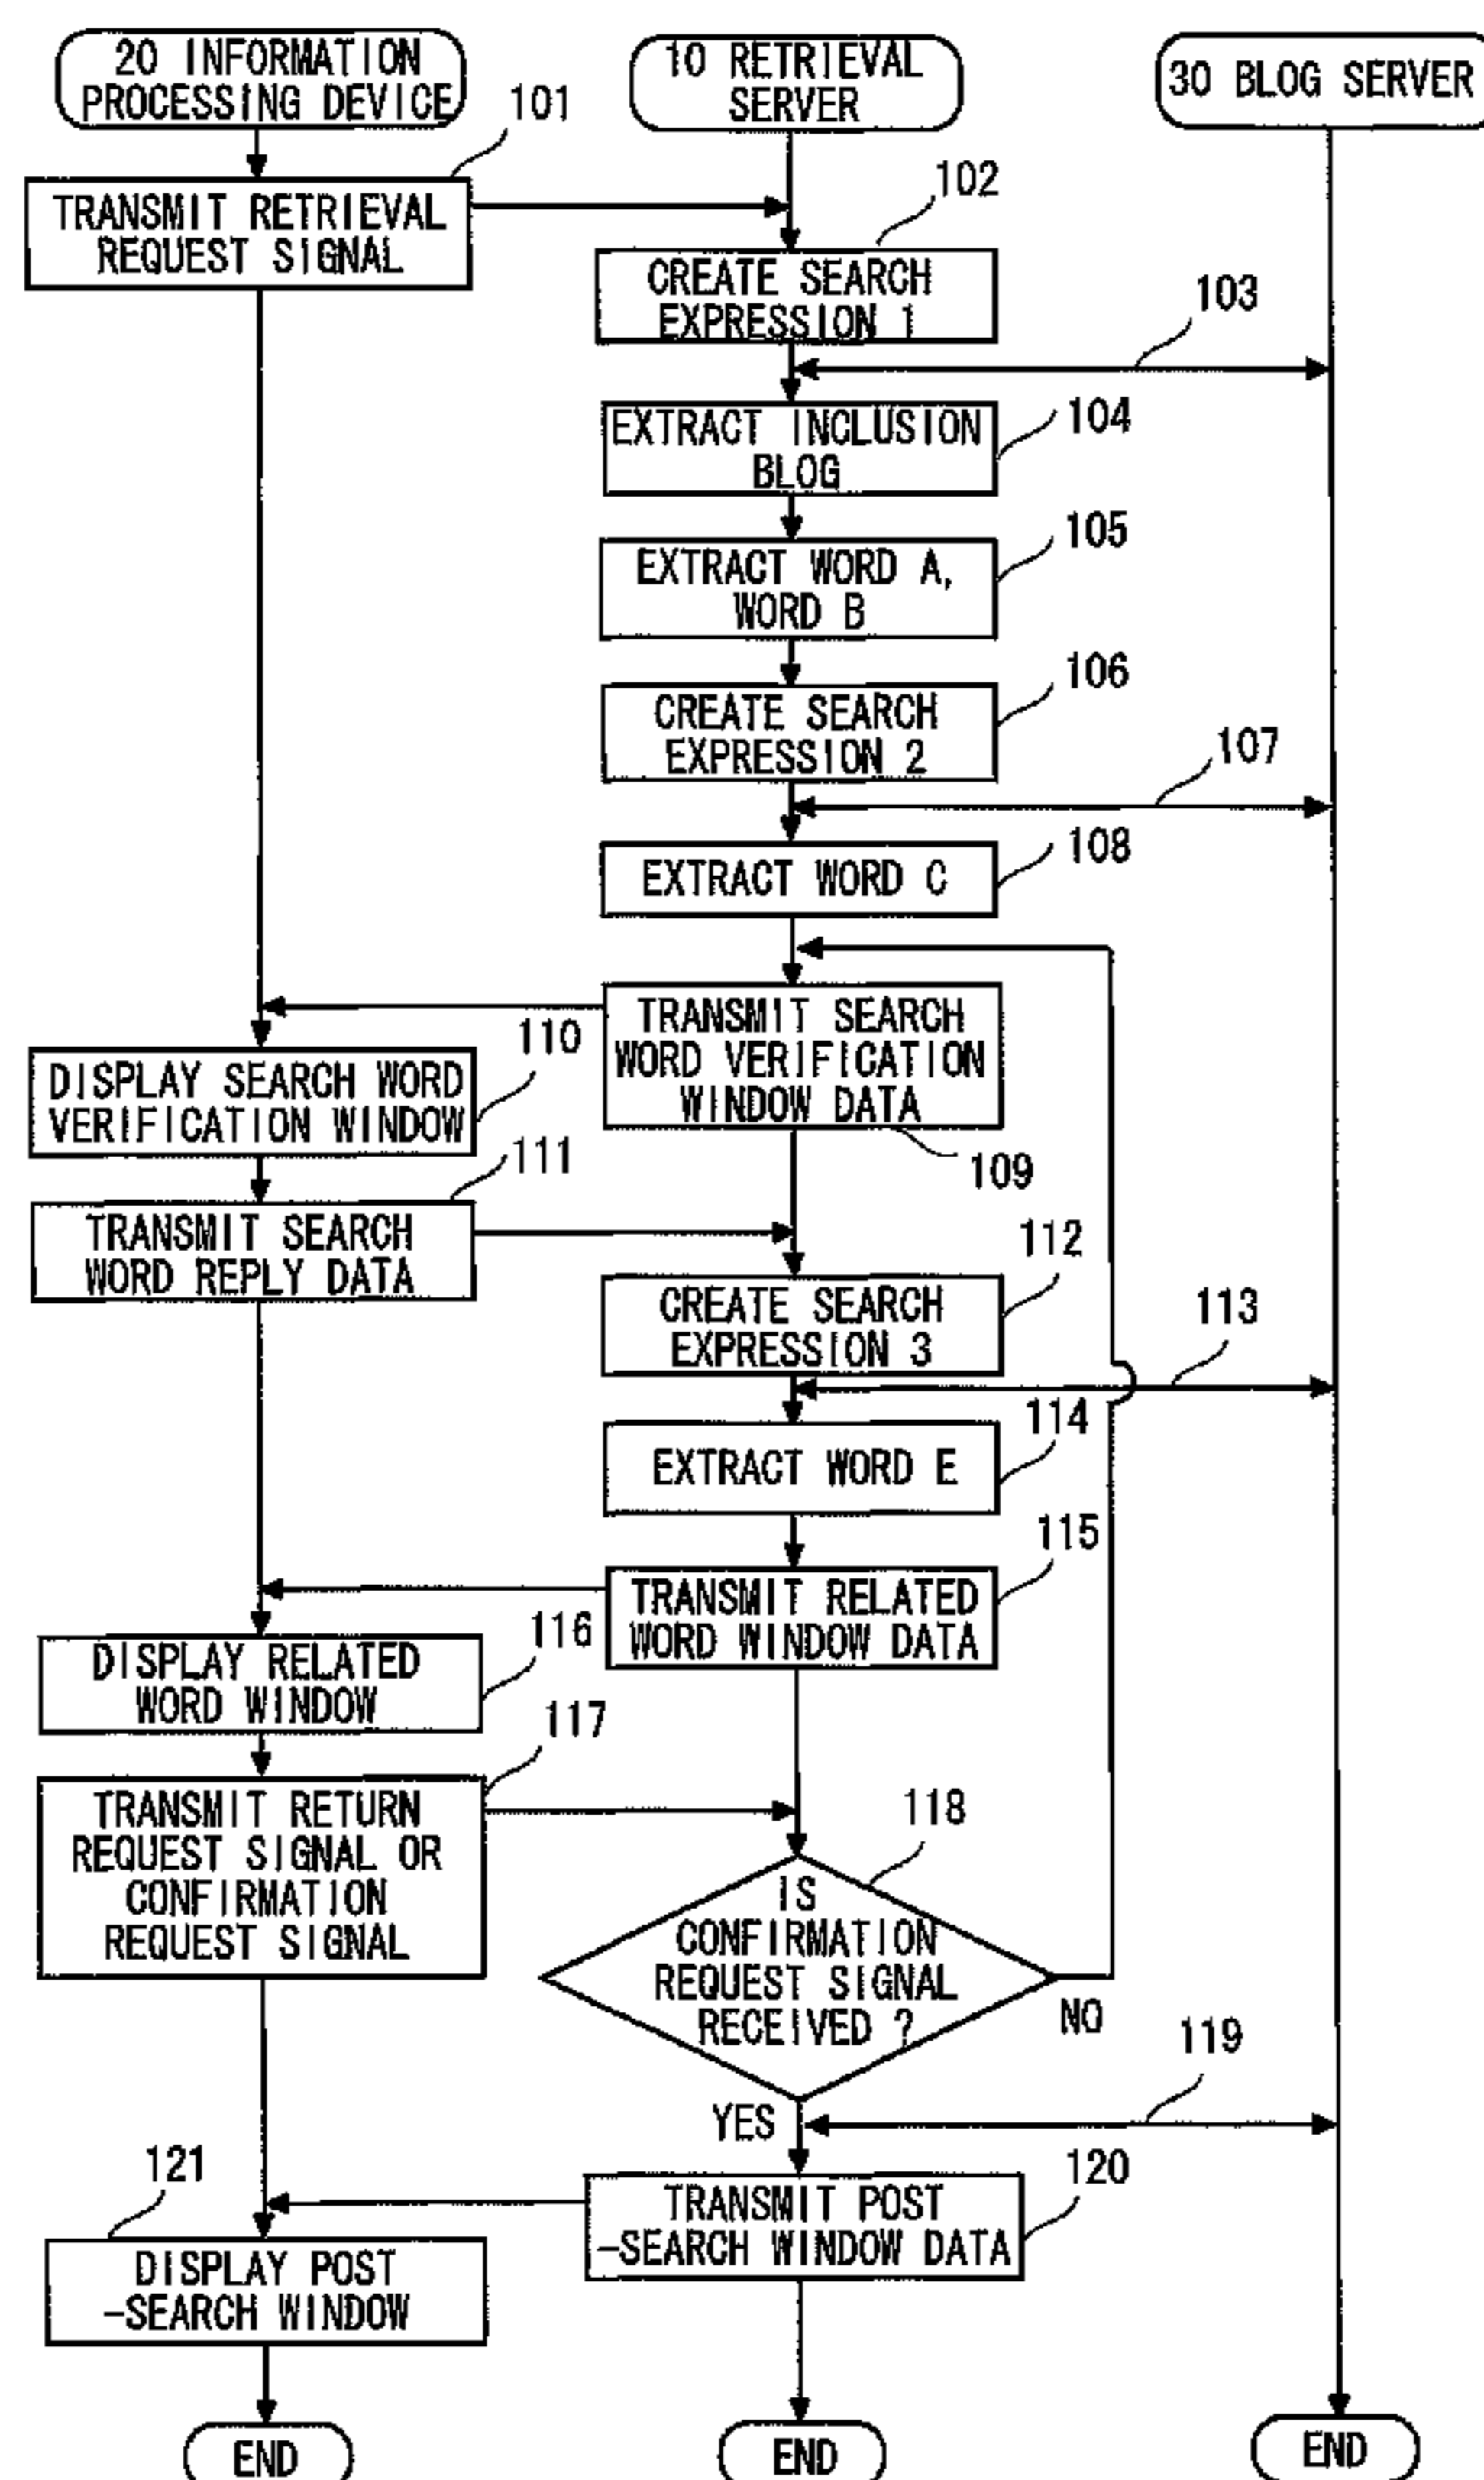 20 INFORMATION
PROCESSING DEVICE
10 RETRIEVAL
SERVER
30 BLOG SERVER
101
TRANSMIT RETRIEVAL
REQUEST SIGNAL
102
CREATE SEARCH
EXPRESSION 1
103
EXTRACT INCLUSION
BLOG
104
EXTRACT WORD A,
WORD B
105
CREATE SEARCH
EXPRESSION 2
106
107
EXTRACT WORD C
108
TRANSMIT SEARCH
WORD VERIFICATION
WINDOW DATA
109
110
DISPLAY SEARCH WORD
VERIFICATION WINDOW
111
TRANSMIT SEARCH
WORD REPLY DATA
112
CREATE SEARCH
EXPRESSION 3
113
EXTRACT WORD E
114
TRANSMIT RELATED
WORD WINDOW DATA
115
116
DISPLAY RELATED
WORD WINDOW
117
TRANSMIT RETURN
REQUEST SIGNAL OR
CONFIRMATION
REQUEST SIGNAL
118
IS
CONFIRMATION
REQUEST SIGNAL
RECEIVED ?
NO
YES
119
120
TRANSMIT POST
-SEARCH WINDOW DATA
121
DISPLAY POST
-SEARCH WINDOW
END
END
END